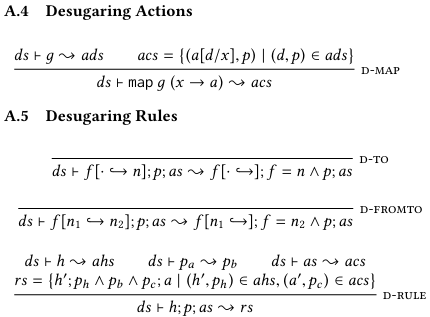 A.4 Desugaring Actions
ds ⊢ g ⤳ ads acs = {(a[d/x], p) | (d, p) ∈ ads}
ds ⊢ map g (x → a) ⤳ acs
D-MAP
A.5 Desugaring Rules
ds ⊢ f[· ↪ n]; p; as ⤳ f[· ↪]; f = n ∧ p; as
D-TO
ds ⊢ f[n₁ ↪ n₂]; p; as ⤳ f[n₁ ↪]; f = n₂ ∧ p; as
D-FROMTO
ds ⊢ h ⤳ ahs ds ⊢ pₐ ⤳ p_b ds ⊢ as ⤳ acs
rs = {h′; p_h ∧ p_b ∧ p_c; a | (h′, p_h) ∈ ahs, (a′, p_c) ∈ acs}
ds ⊢ h; p; as ⤳ rs
D-RULE